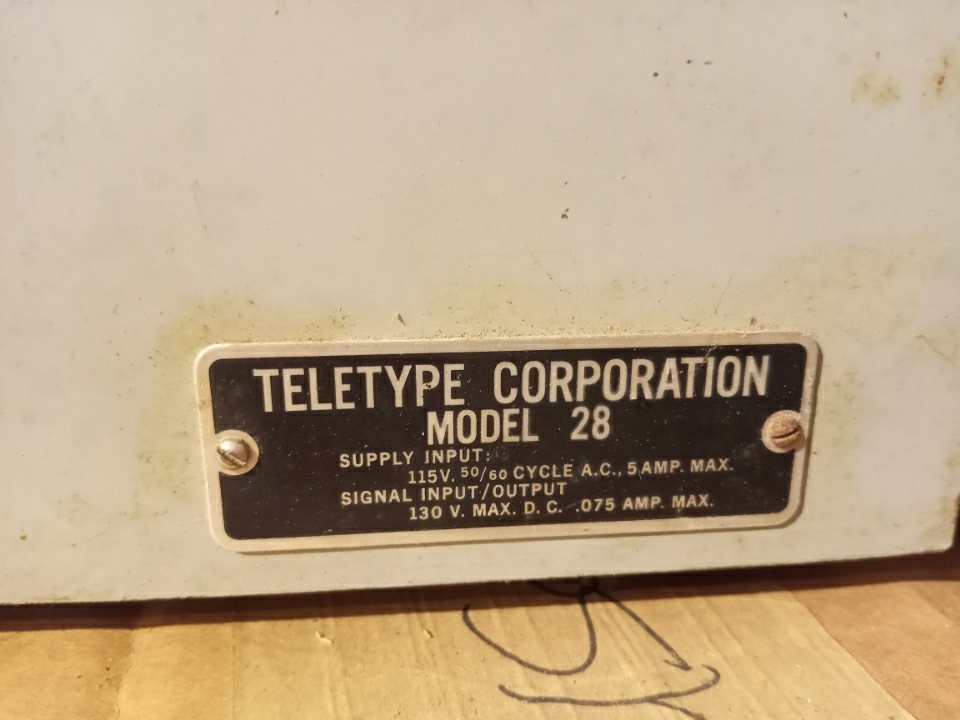 TELETYPE CORPORATION
MODEL 28
SUPPLY INPUT:
115V. 50/60 CYCLE A.C., 5 AMP. MAX.
SIGNAL INPUT/OUTPUT
130 V. MAX. D. C. .075 AMP. MAX.